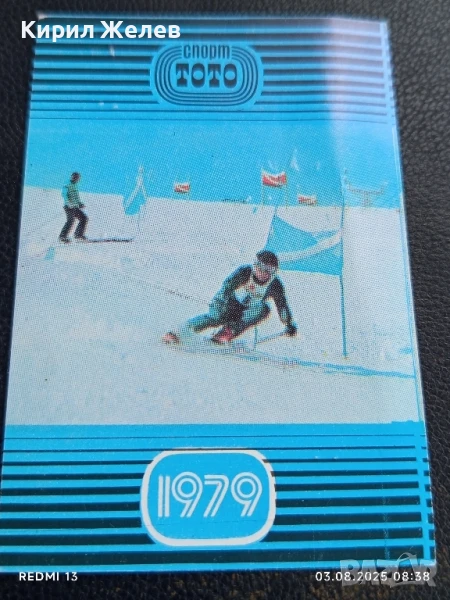 Кирил Желев
спорт
ТОТО
1979
REDMI 13
03.08.2025 08:38